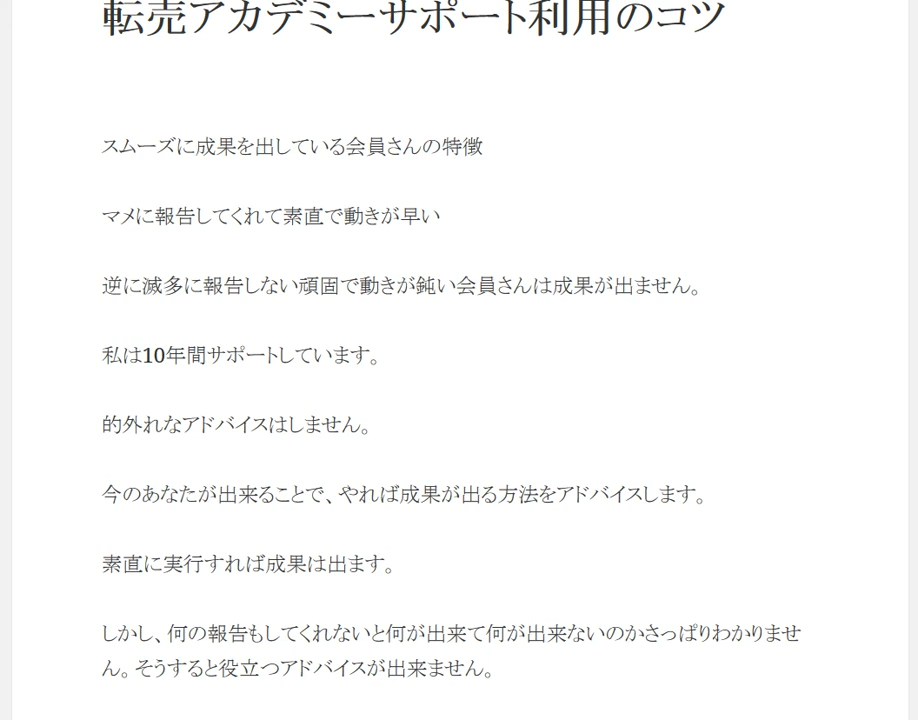 転売アカデミーサポート利用のコツ
スムーズに成果を出している会員さんの特徴
マメに報告してくれて素直で動きが早い
逆に滅多に報告しない頑固で動きが鈍い会員さんは成果が出ません。
私は10年間サポートしています。
的外れなアドバイスはしません。
今のあなたが出来ることで、やれば成果が出る方法をアドバイスします。
素直に実行すれば成果は出ます。
しかし、何の報告もしてくれないと何が出来て何が出来ないのかさっぱりわかりませ
ん。そうすると役立つアドバイスが出来ません。